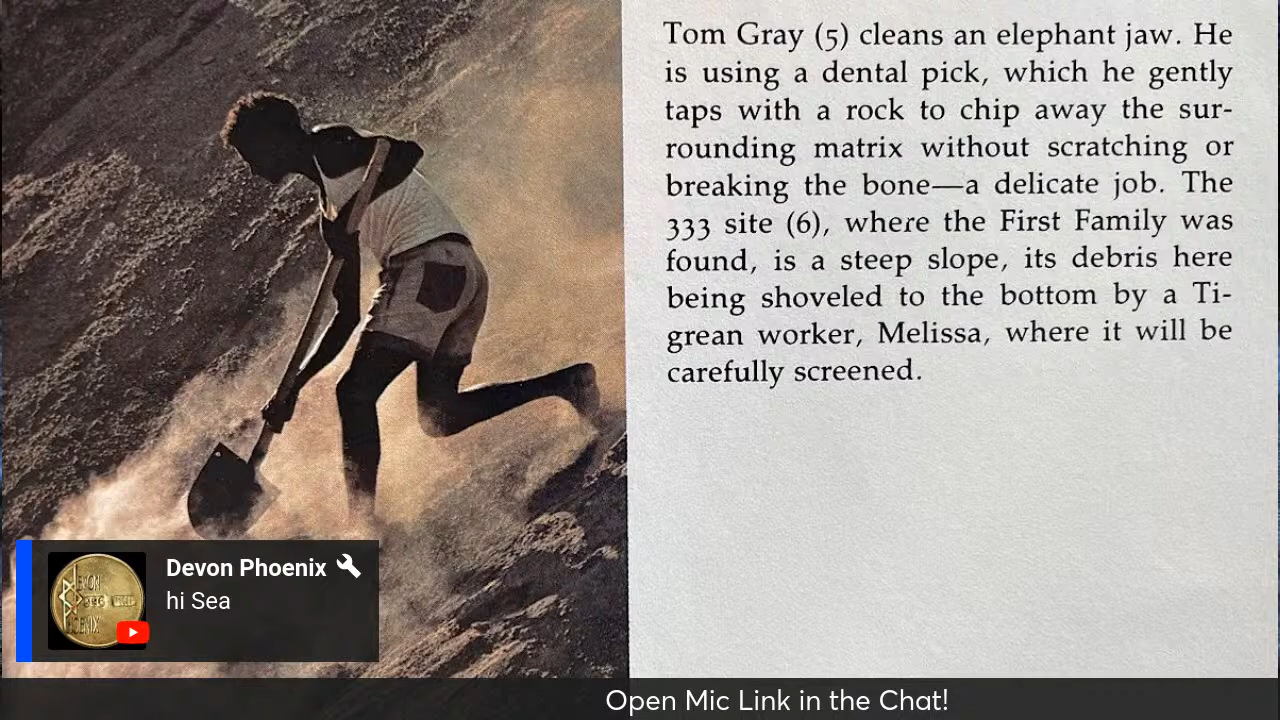 Tom Gray (5) cleans an elephant jaw. He
is using a dental pick, which he gently
taps with a rock to chip away the sur-
rounding matrix without scratching or
breaking the bone—a delicate job. The
333 site (6), where the First Family was
found, is a steep slope, its debris here
being shoveled to the bottom by a Ti-
grean worker, Melissa, where it will be
carefully screened.
Devon Phoenix
hi Sea
Open Mic Link in the Chat!